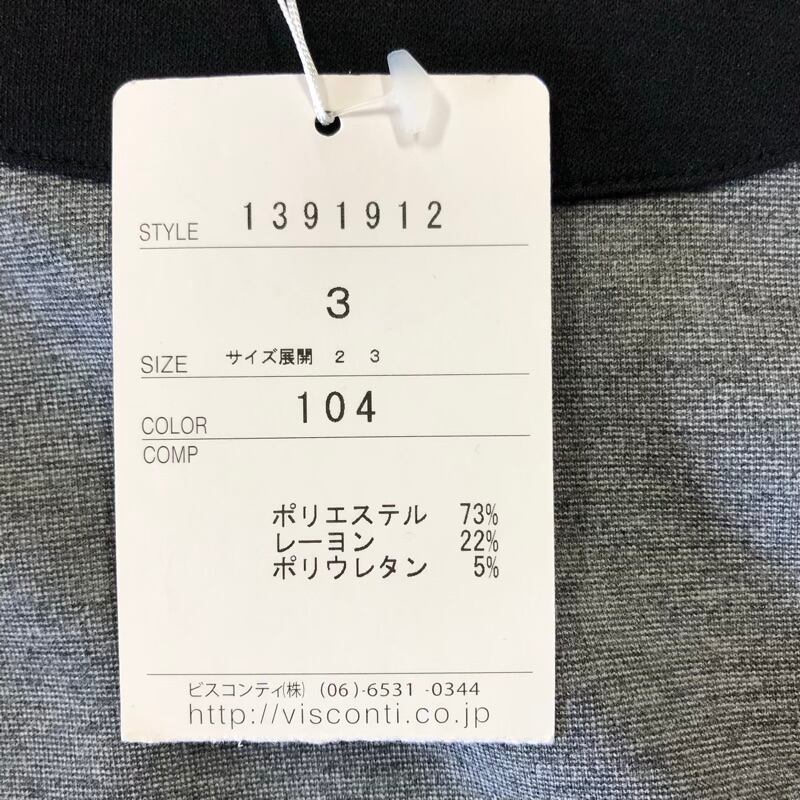 STYLE 1391912
3
SIZE サイズ展開 2 3
COLOR 104
COMP
ポリエステル 73%
レーヨン 22%
ポリウレタン 5%
ビスコンティ(株) (06)-6531-0344
http://visconti.co.jp